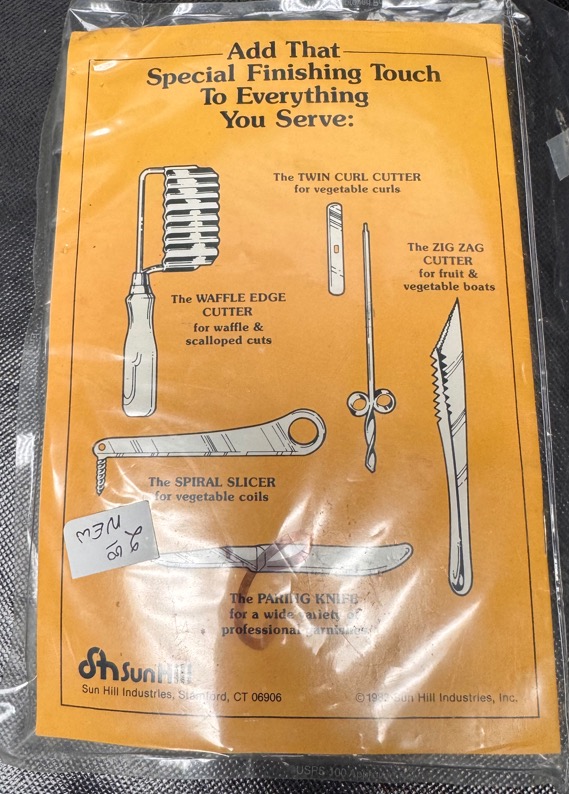 Add That
Special Finishing Touch
To Everything
You Serve:
The TWIN CURL CUTTER
for vegetable curls
The ZIG ZAG
CUTTER
for fruit &
vegetable boats
The WAFFLE EDGE
CUTTER
for waffle &
scalloped cuts
The SPIRAL SLICER
for vegetable coils
NEW
The PARING KNIFE
for a wide variety of
professional garnishes
Sh SunHill
Sun Hill Industries, Stamford, CT 06906
©1982 Sun Hill Industries, Inc.
USPS 100